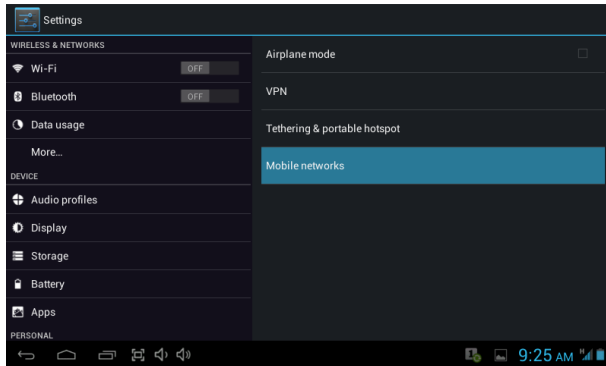 Settings
WIRELESS & NETWORKS
Wi-Fi OFF
Bluetooth OFF
Data usage
More...
DEVICE
Audio profiles
Display
Storage
Battery
Apps
PERSONAL
Airplane mode
VPN
Tethering & portable hotspot
Mobile networks
9:25 AM H